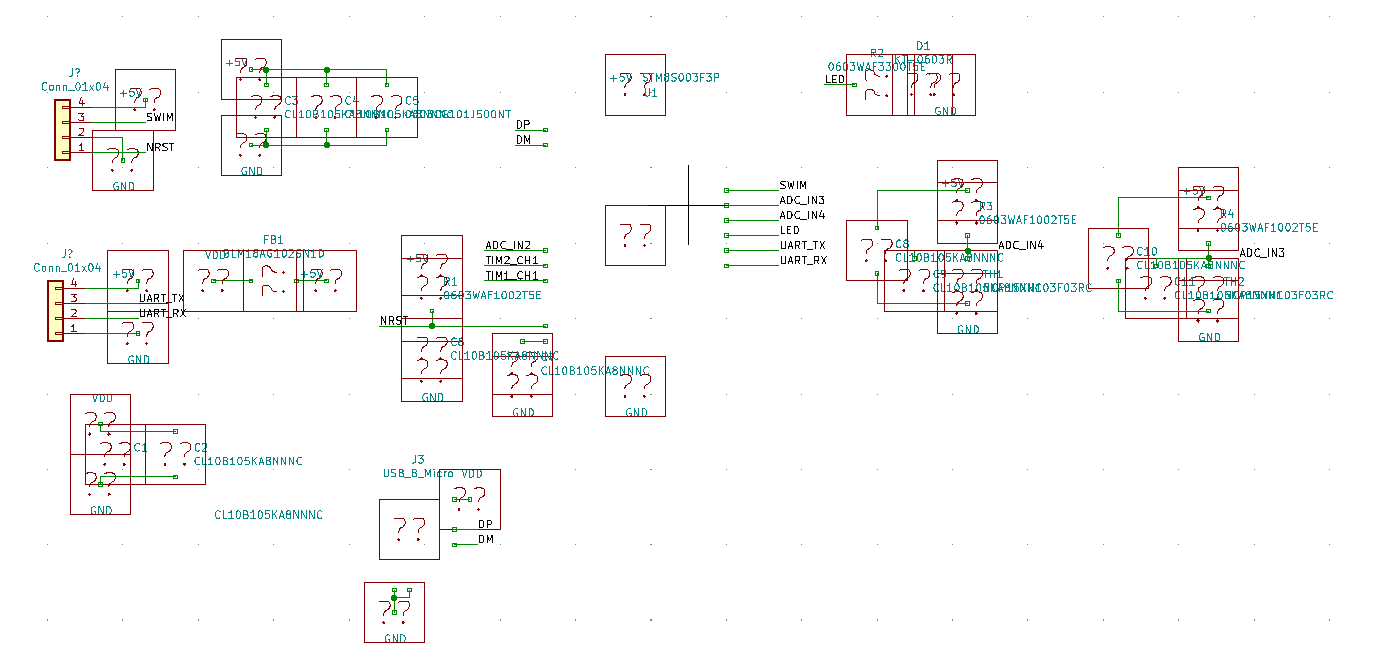 J?
Conn_01x04
4
3
2
1
+5V
SWIM
NRST
GND
+5V
C3
C4
C5
GND
DP
DM
+5V
STM8S003F3P
U1
LED
R2
0603WAF3300T5E
D1
KT-0603R
GND
SWIM
ADC_IN3
ADC_IN4
LED
UART_TX
UART_RX
+5V
R3
0603WAF1002T5E
ADC_IN4
C8
CL10B105KA8NNNC
C9
TH1
GND
+5V
R4
0603WAF1002T5E
ADC_IN3
C10
CL10B105KA8NNNC
C11
TH2
GND
J?
Conn_01x04
4
3
2
1
+5V
UART_TX
UART_RX
GND
FB1
BLM18AG102SN1D
VDD
+5V
+5V
R1
0603WAF1002T5E
NRST
C6
CL10B105KA8NNNC
GND
ADC_IN2
TIM2_CH1
TIM1_CH1
CL10B105KA8NNNC
GND
GND
VDD
C1
C2
CL10B105KA8NNNC
GND
CL10B105KA8NNNC
J3
USB_B_Micro
VDD
DP
DM
GND